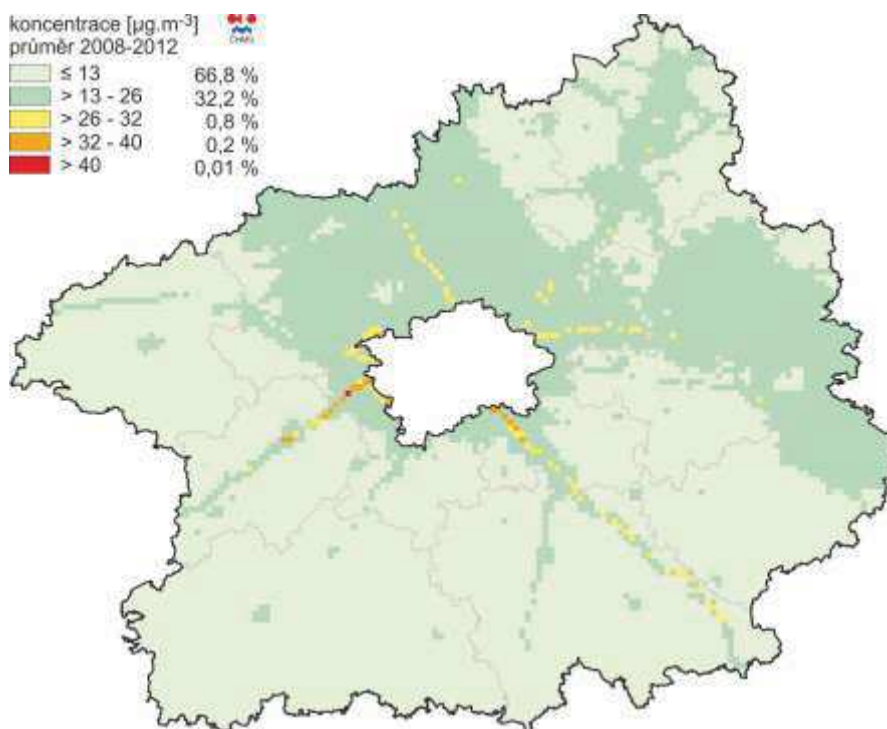 koncentrace [µg.m⁻³]
průměr 2008-2012
≤ 13 66,8 %
> 13 - 26 32,2 %
> 26 - 32 0,8 %
> 32 - 40 0,2 %
> 40 0,01 %